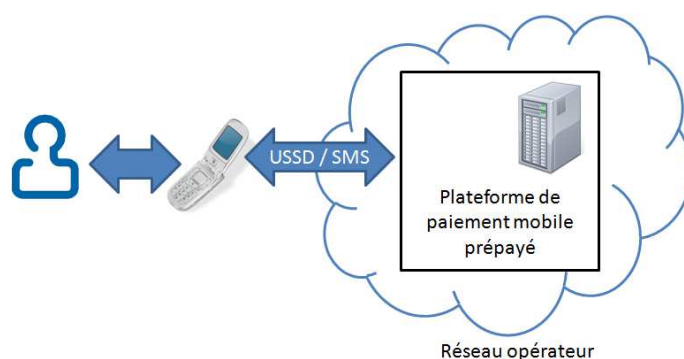 USSD / SMS
Plateforme de
paiement mobile
prépayé
Réseau opérateur